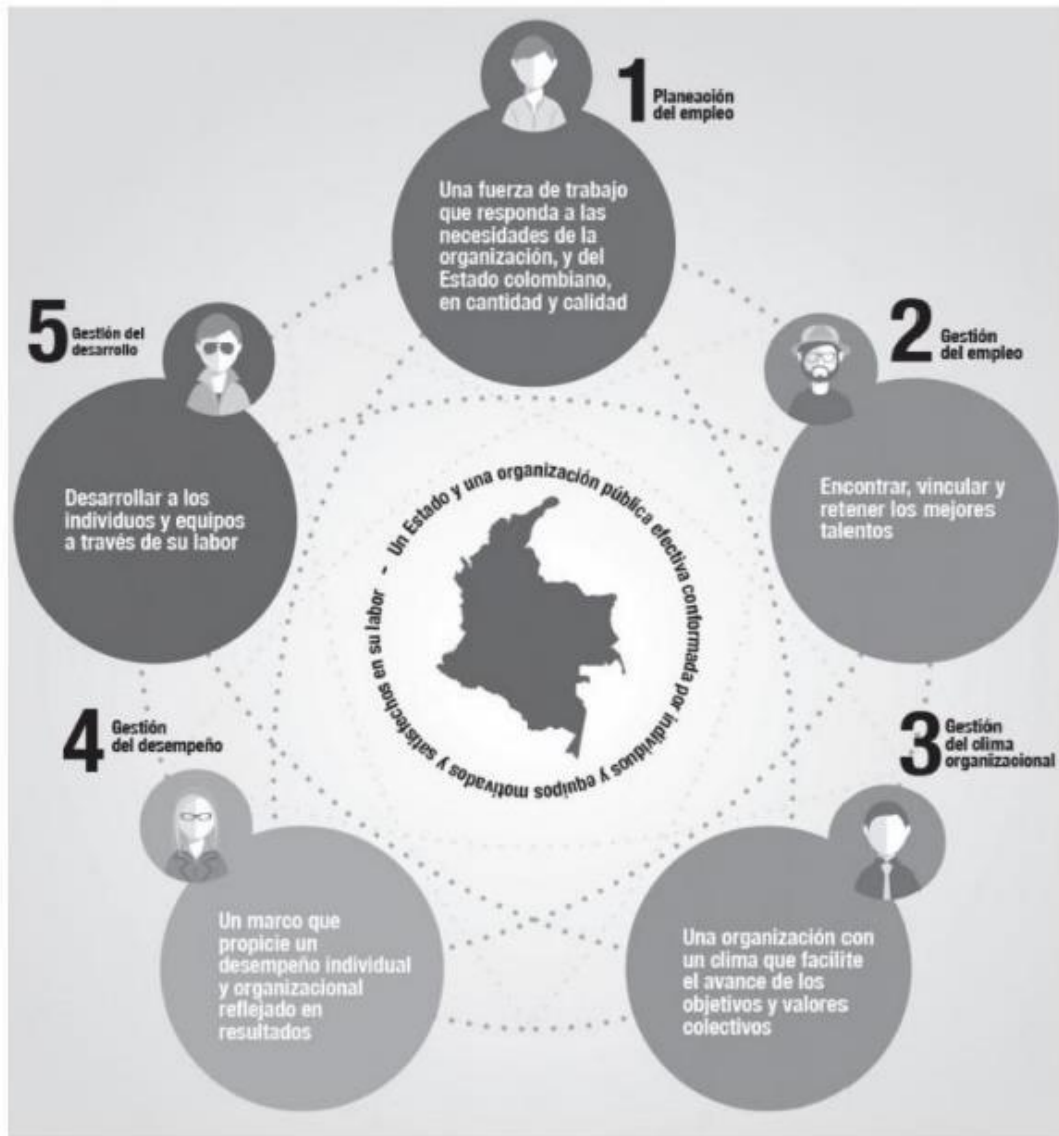 1
Planeación
del empleo
Una fuerza de trabajo
que responda a las
necesidades de la
organización, y del
Estado colombiano,
en cantidad y calidad
2
Gestión
del empleo
Encontrar, vincular y
retener los mejores
talentos
3
Gestión
del clima
organizacional
Una organización con
un clima que facilite
el avance de los
objetivos y valores
colectivos
4
Gestión
del desempeño
Un marco que
propicie un
desempeño individual
y organizacional
reflejado en
resultados
5
Gestión del
desarrollo
Desarrollar a los
individuos y equipos
a través de su labor
Un Estado y una organización pública efectiva conformada por individuos y equipos motivados y satisfechos en su labor -